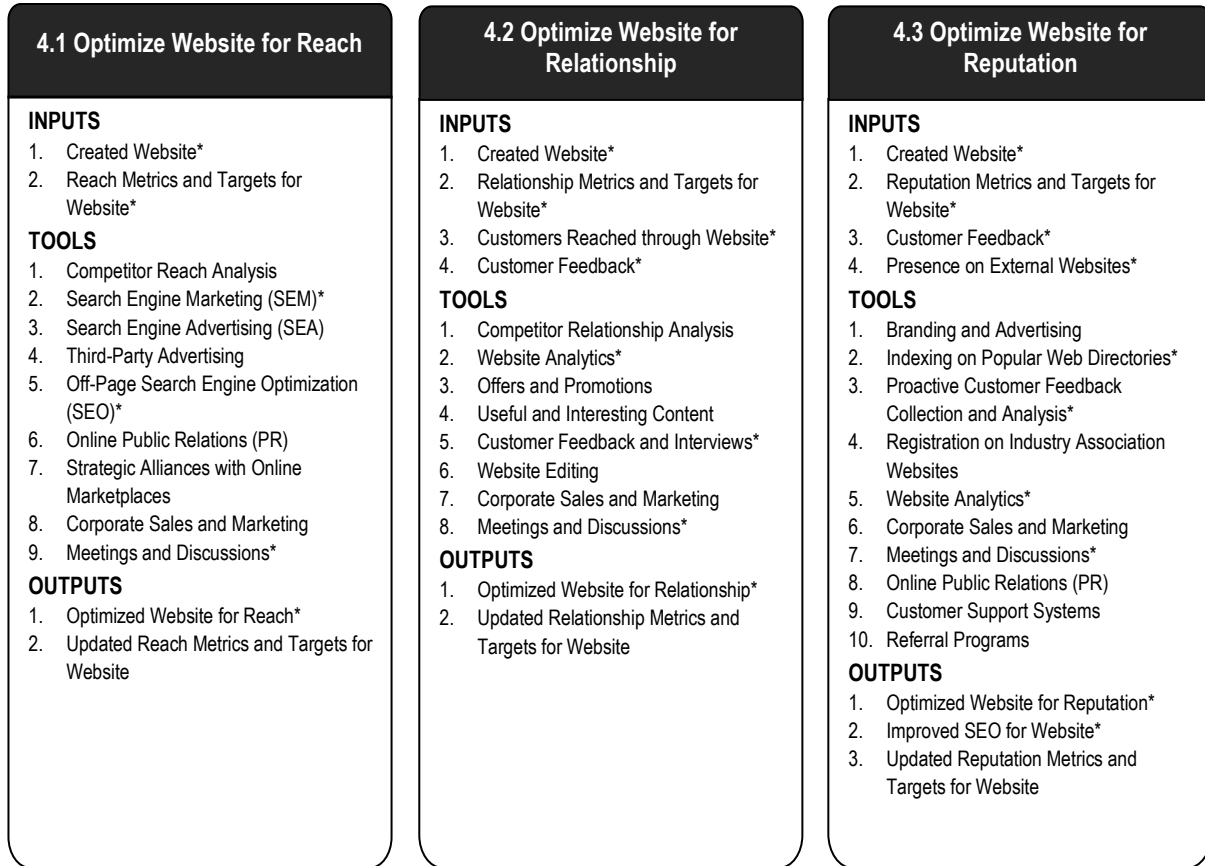 4.1 Optimize Website for Reach
INPUTS
1. Created Website*
2. Reach Metrics and Targets for
Website*
TOOLS
1. Competitor Reach Analysis
2. Search Engine Marketing (SEM)*
3. Search Engine Advertising (SEA)
4. Third-Party Advertising
5. Off-Page Search Engine Optimization
(SEO)*
6. Online Public Relations (PR)
7. Strategic Alliances with Online
Marketplaces
8. Corporate Sales and Marketing
9. Meetings and Discussions*
OUTPUTS
1. Optimized Website for Reach*
2. Updated Reach Metrics and Targets for
Website
4.2 Optimize Website for
Relationship
INPUTS
1. Created Website*
2. Relationship Metrics and Targets for
Website*
3. Customers Reached through Website*
4. Customer Feedback*
TOOLS
1. Competitor Relationship Analysis
2. Website Analytics*
3. Offers and Promotions
4. Useful and Interesting Content
5. Customer Feedback and Interviews*
6. Website Editing
7. Corporate Sales and Marketing
8. Meetings and Discussions*
OUTPUTS
1. Optimized Website for Relationship*
2. Updated Relationship Metrics and
Targets for Website
4.3 Optimize Website for
Reputation
INPUTS
1. Created Website*
2. Reputation Metrics and Targets for
Website*
3. Customer Feedback*
4. Presence on External Websites*
TOOLS
1. Branding and Advertising
2. Indexing on Popular Web Directories*
3. Proactive Customer Feedback
Collection and Analysis*
4. Registration on Industry Association
Websites
5. Website Analytics*
6. Corporate Sales and Marketing
7. Meetings and Discussions*
8. Online Public Relations (PR)
9. Customer Support Systems
10. Referral Programs
OUTPUTS
1. Optimized Website for Reputation*
2. Improved SEO for Website*
3. Updated Reputation Metrics and
Targets for Website